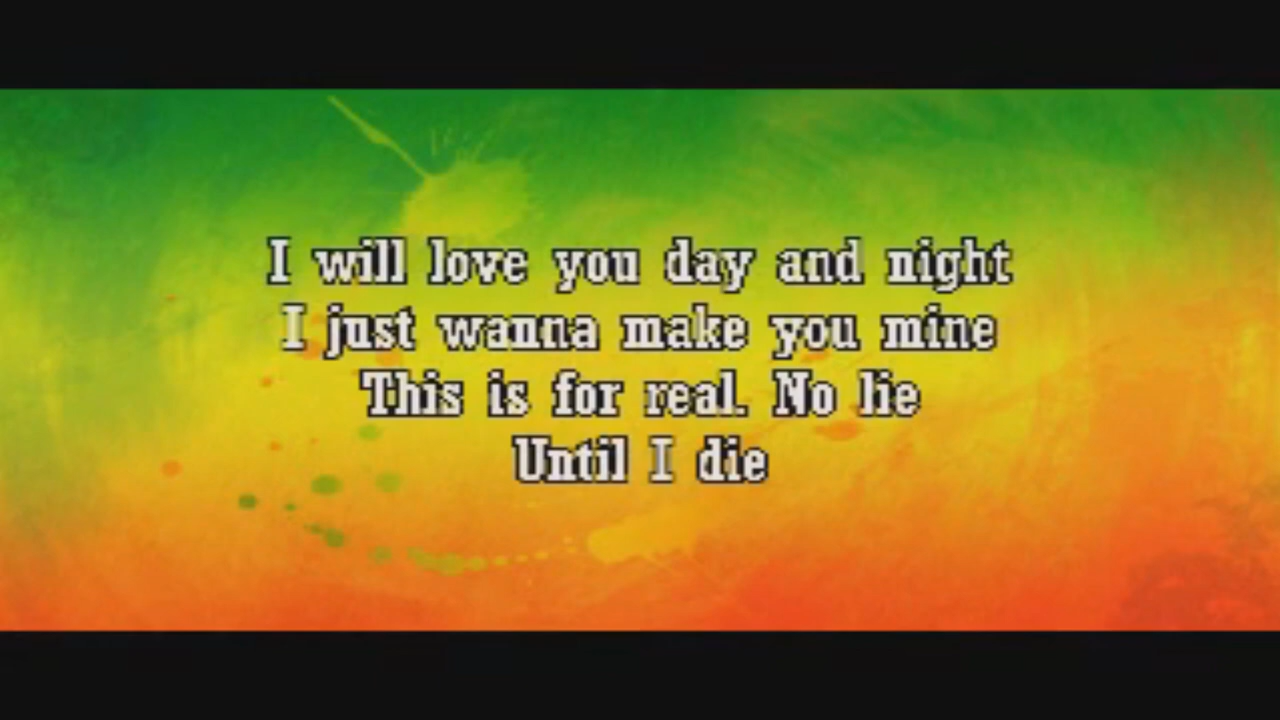 I will love you day and night
I just wanna make you mine
This is for real. No lie
Until I die